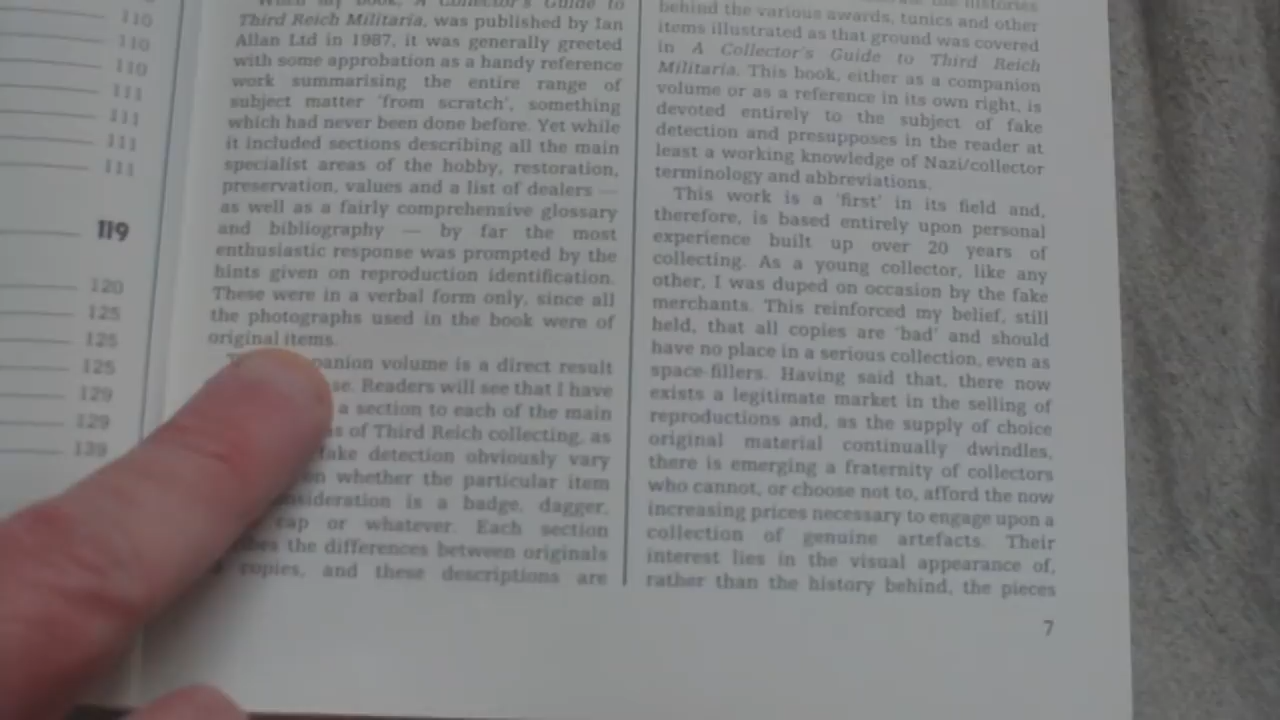 110
110
110
111
111
111
111
119
120
125
125
125
129
129
139
When my book, A Collector's Guide to
Third Reich Militaria, was published by Ian
Allan Ltd in 1987, it was generally greeted
with some approbation as a handy reference
work summarising the entire range of
subject matter 'from scratch', something
which had never been done before. Yet while
it included sections describing all the main
specialist areas of the hobby, restoration,
preservation, values and a list of dealers —
as well as a fairly comprehensive glossary
and bibliography — by far the most
enthusiastic response was prompted by the
hints given on reproduction identification.
These were in a verbal form only, since all
the photographs used in the book were of
original items.
volume is a direct result
Readers will see that I have
a section to each of the main
of Third Reich collecting, as
detection obviously vary
whether the particular item
is a badge, dagger,
cap or whatever. Each section
the differences between originals
copies, and these descriptions are
histories
behind the various awards, tunics and other
items illustrated as that ground was covered
in A Collector's Guide to Third Reich
Militaria. This book, either as a companion
volume or as a reference in its own right, is
devoted entirely to the subject of fake
detection and presupposes in the reader at
least a working knowledge of Nazi/collector
terminology and abbreviations.
This work is a 'first' in its field and,
therefore, is based entirely upon personal
experience built up over 20 years of
collecting. As a young collector, like any
other, I was duped on occasion by the fake
merchants. This reinforced my belief, still
held, that all copies are 'bad' and should
have no place in a serious collection, even as
space-fillers. Having said that, there now
exists a legitimate market in the selling of
reproductions and, as the supply of choice
original material continually dwindles,
there is emerging a fraternity of collectors
who cannot, or choose not to, afford the now
increasing prices necessary to engage upon a
collection of genuine artefacts. Their
interest lies in the visual appearance of,
rather than the history behind, the pieces
7